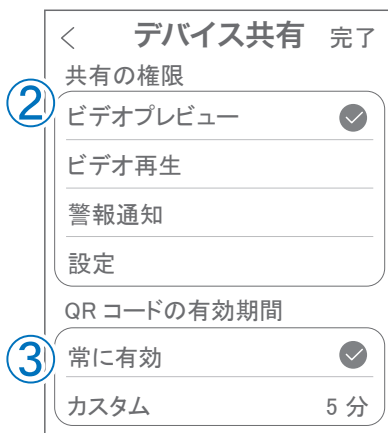 ＜ デバイス共有 完了
共有の権限
② ビデオプレビュー
ビデオ再生
警報通知
設定
QR コードの有効期間
③ 常に有効
カスタム 5 分